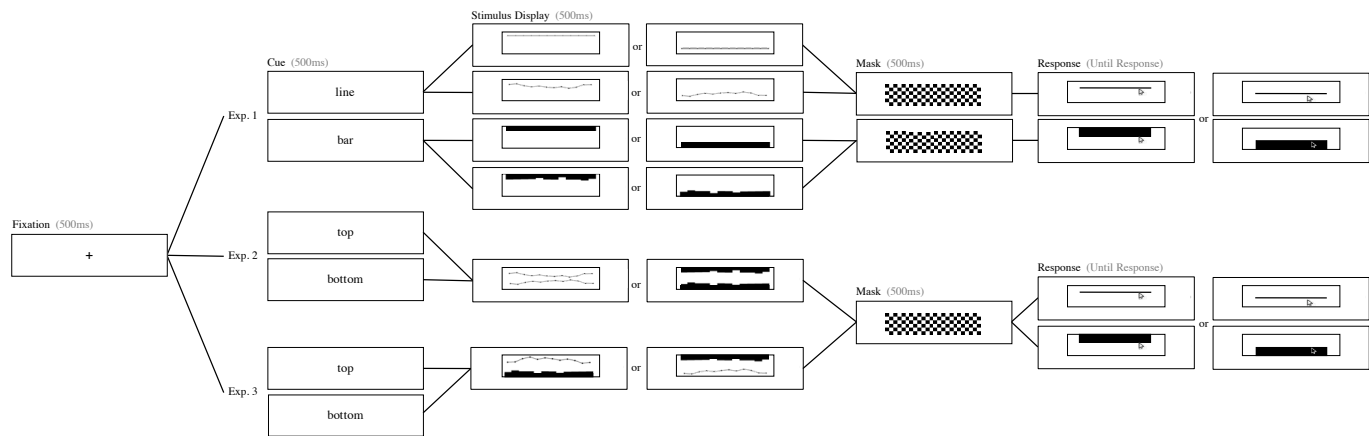 Stimulus Display (500ms)
or
Cue (500ms)
Mask (500ms)
Response (Until Response)
line
or
Exp. 1
or
bar
or
or
Fixation (500ms)
+
top
Exp. 2
bottom
or
Response (Until Response)
Mask (500ms)
or
top
or
Exp. 3
bottom